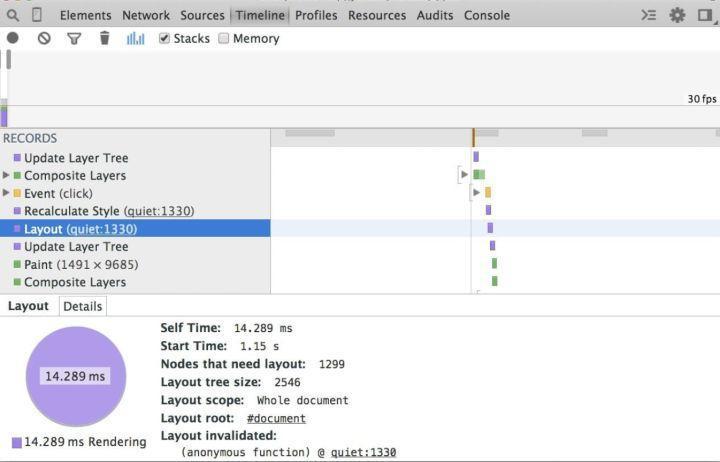 Elements Network Sources Timeline Profiles Resources Audits Console
Stacks Memory
30 fps
RECORDS
Update Layer Tree
Composite Layers
Event (click)
Recalculate Style (quiet:1330)
Layout (quiet:1330)
Update Layer Tree
Paint (1491 × 9685)
Composite Layers
Layout Details
Self Time: 14.289 ms
Start Time: 1.15 s
Nodes that need layout: 1299
14.289 ms
Layout tree size: 2546
Layout scope: Whole document
Layout root: #document
14.289 ms Rendering
Layout invalidated:
(anonymous function) @ quiet:1330